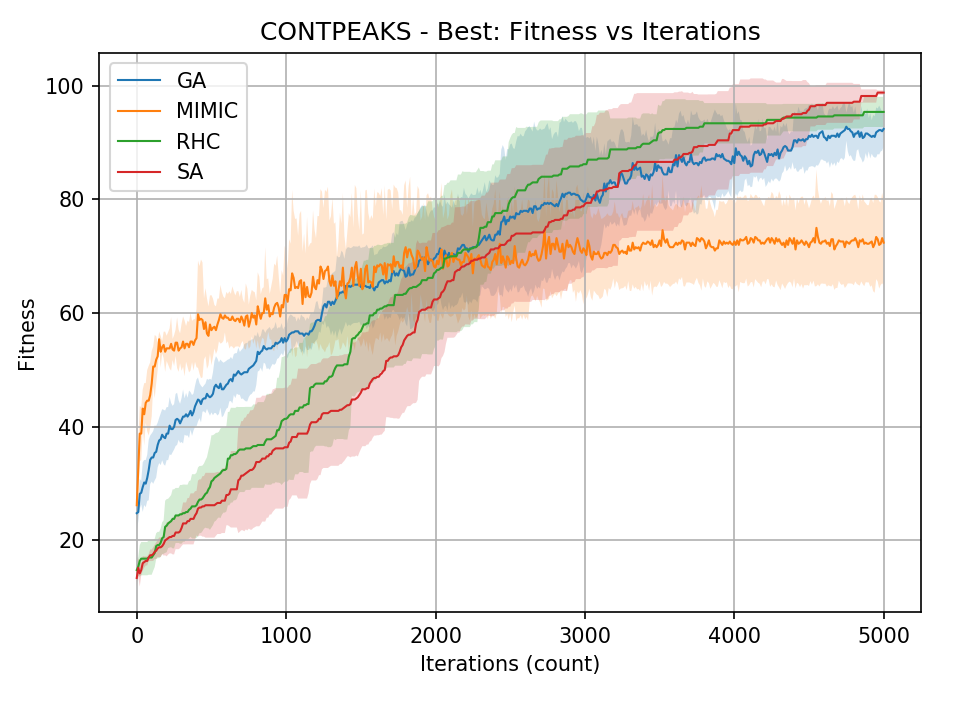 CONTPEAKS - Best: Fitness vs Iterations
GA
MIMIC
RHC
SA
100
80
60
40
20
Fitness
0
1000
2000
3000
4000
5000
Iterations (count)